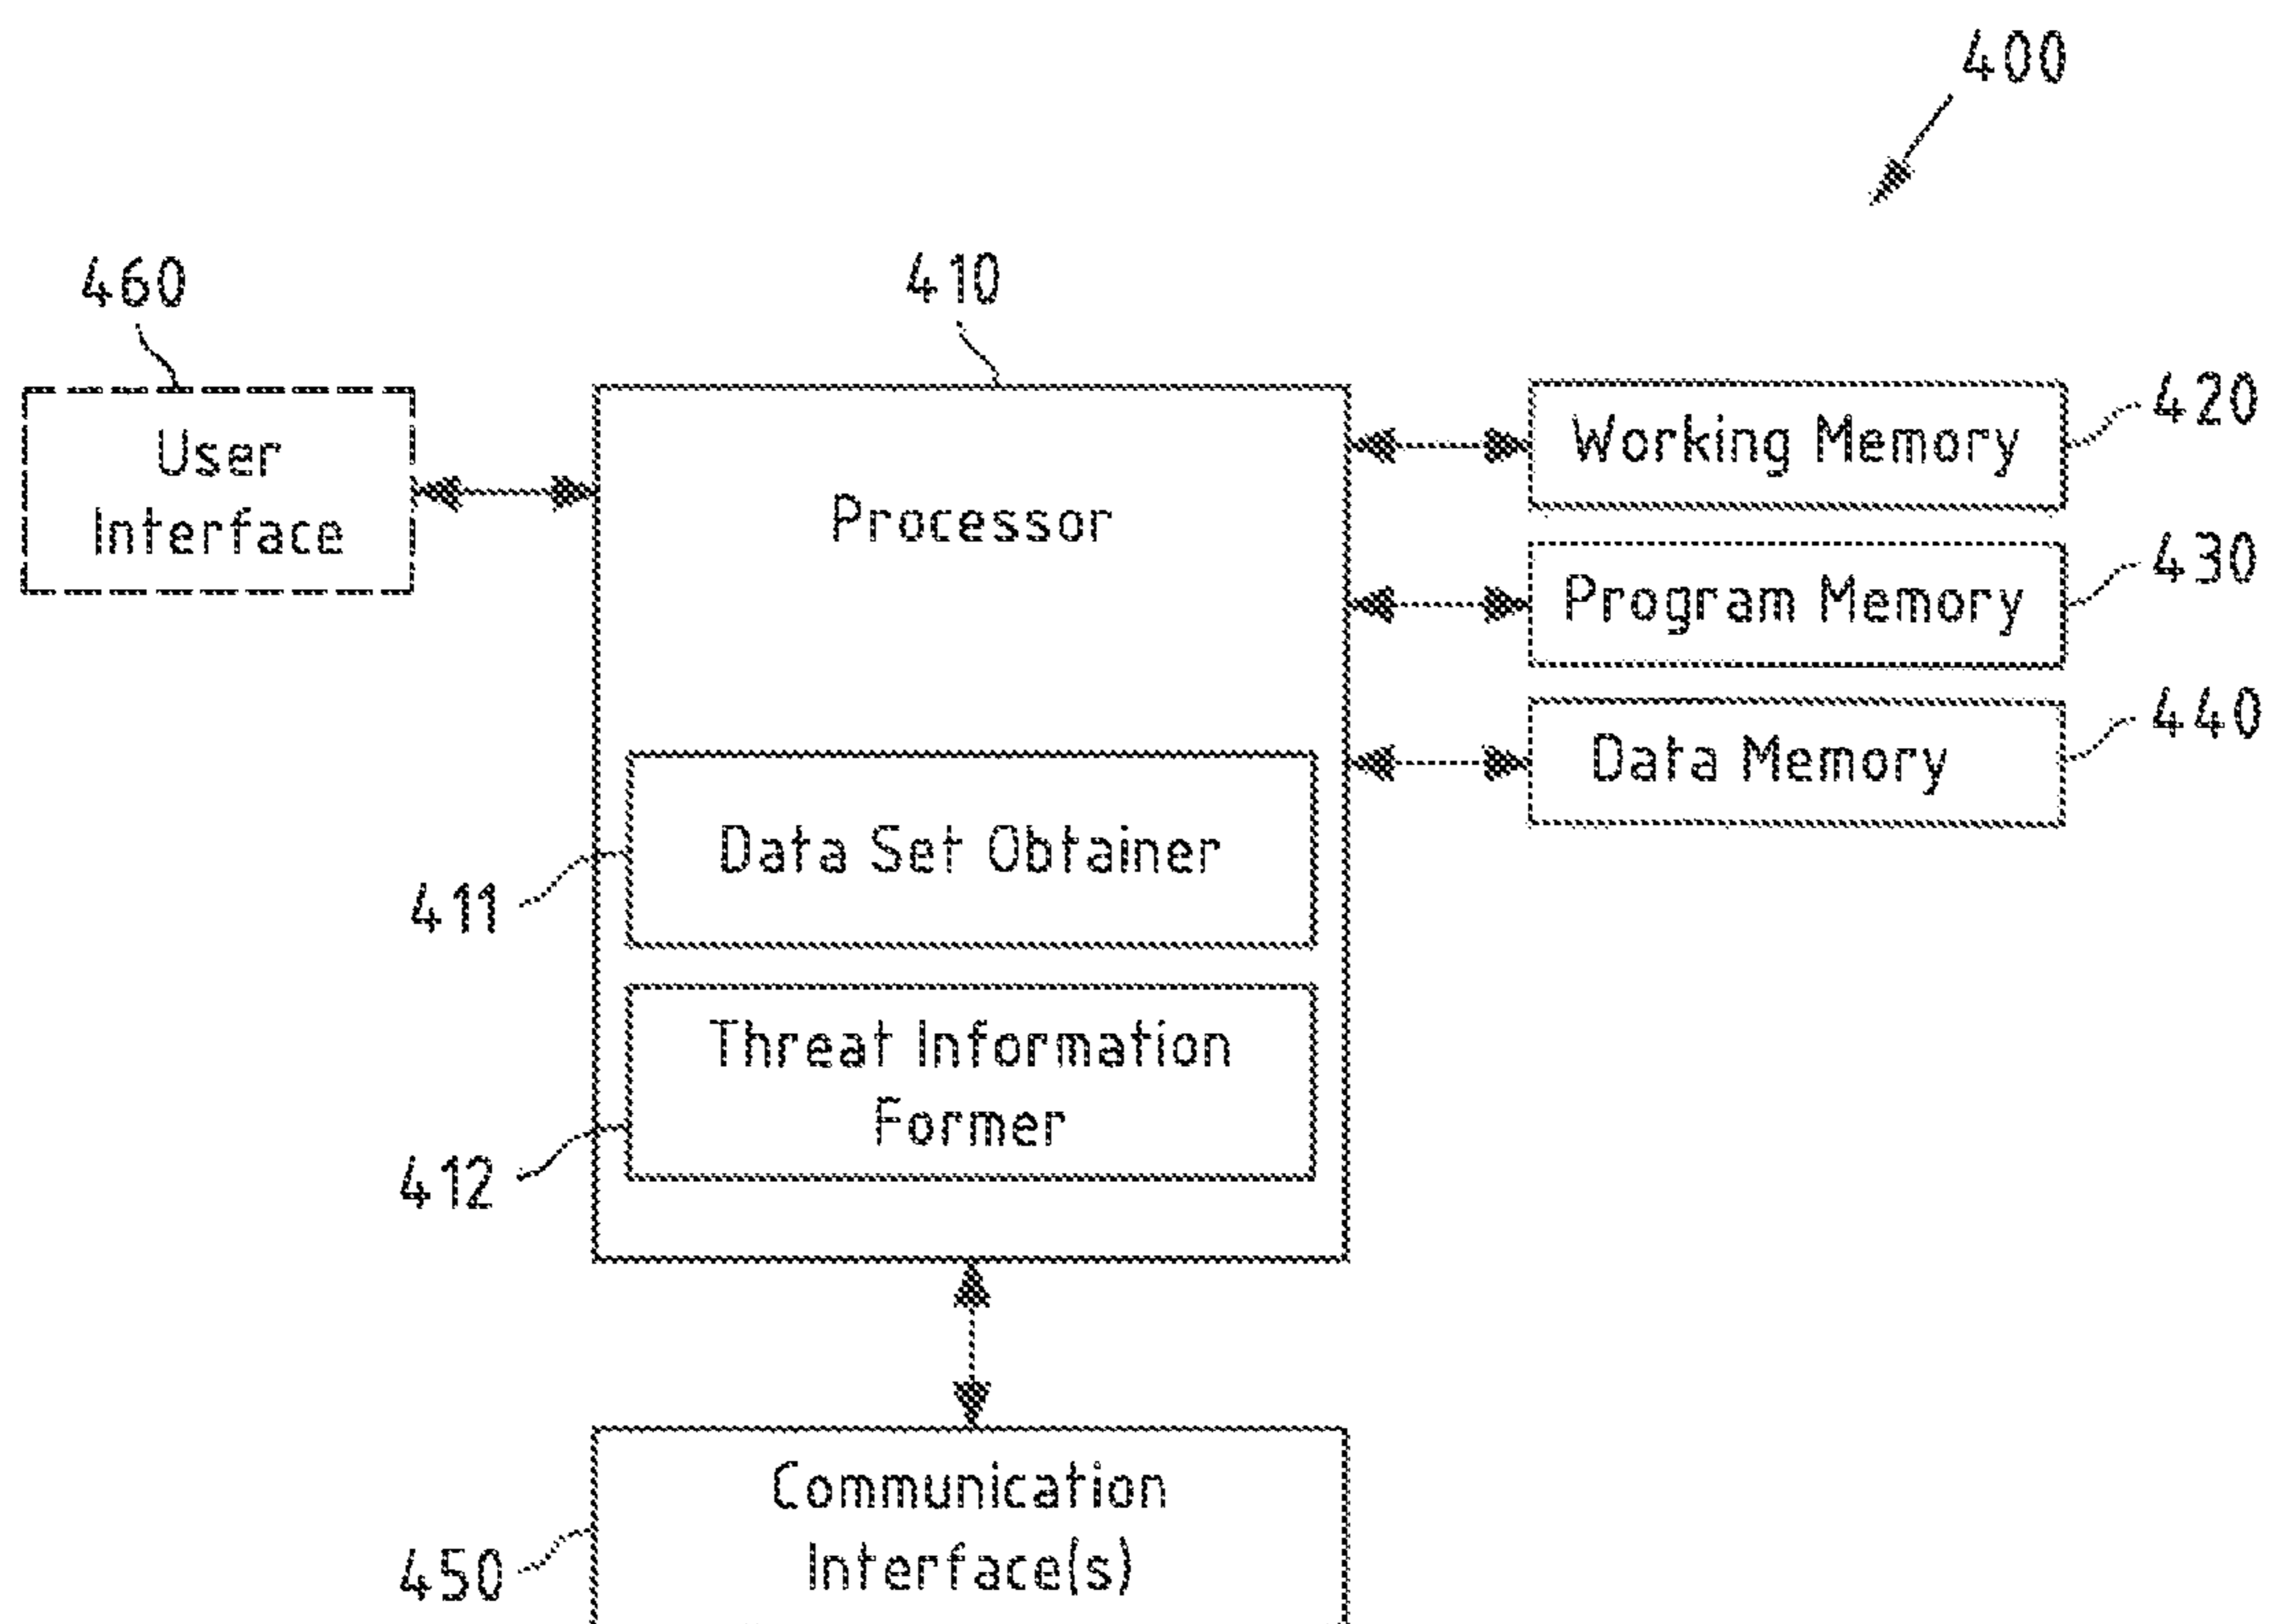 400
460
410
User
Interface
Processor
Working Memory
420
Program Memory
430
Data Memory
440
Data Set Obtainer
411
Threat Information
Former
412
Communication
Interface(s)
450